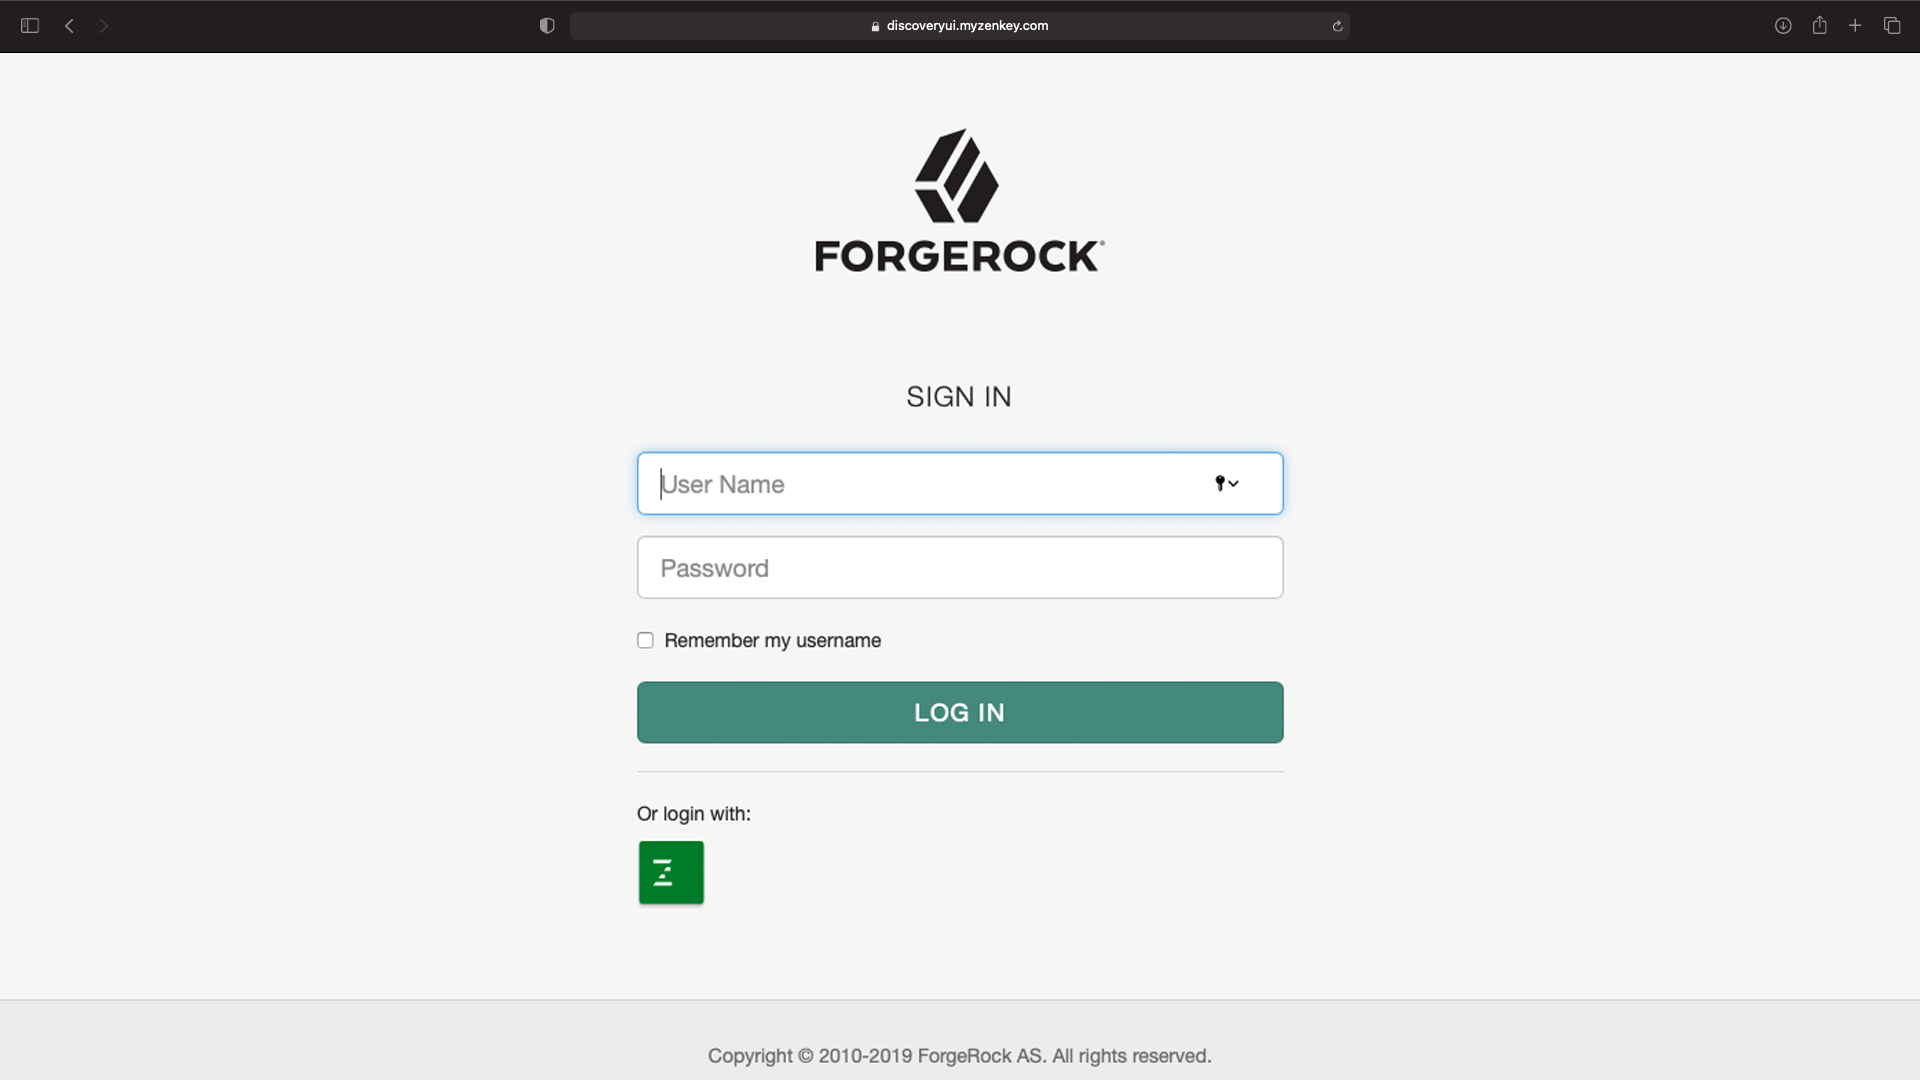 discoveryui.myzenkey.com
FORGEROCK
SIGN IN
User Name
Password
Remember my username
LOG IN
Or login with:
Z
Copyright © 2010-2019 ForgeRock AS. All rights reserved.